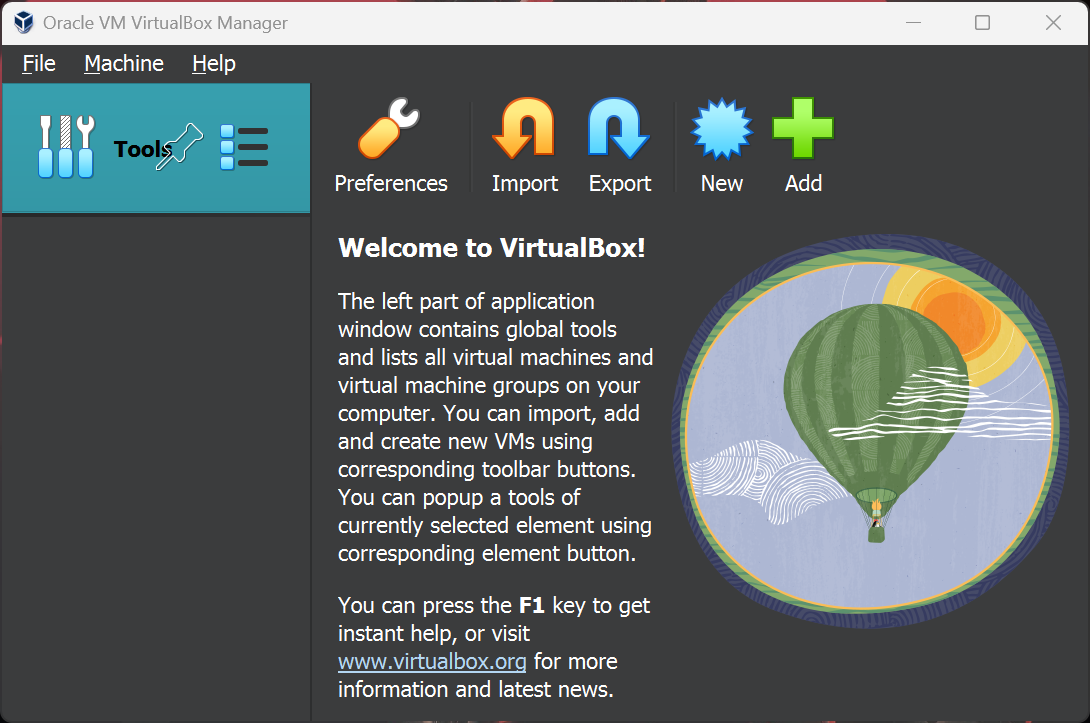 Oracle VM VirtualBox Manager
File Machine Help
Tools
Preferences Import Export New Add
Welcome to VirtualBox!
The left part of application
window contains global tools
and lists all virtual machines and
virtual machine groups on your
computer. You can import, add
and create new VMs using
corresponding toolbar buttons.
You can popup a tools of
currently selected element using
corresponding element button.
You can press the F1 key to get
instant help, or visit
www.virtualbox.org for more
information and latest news.